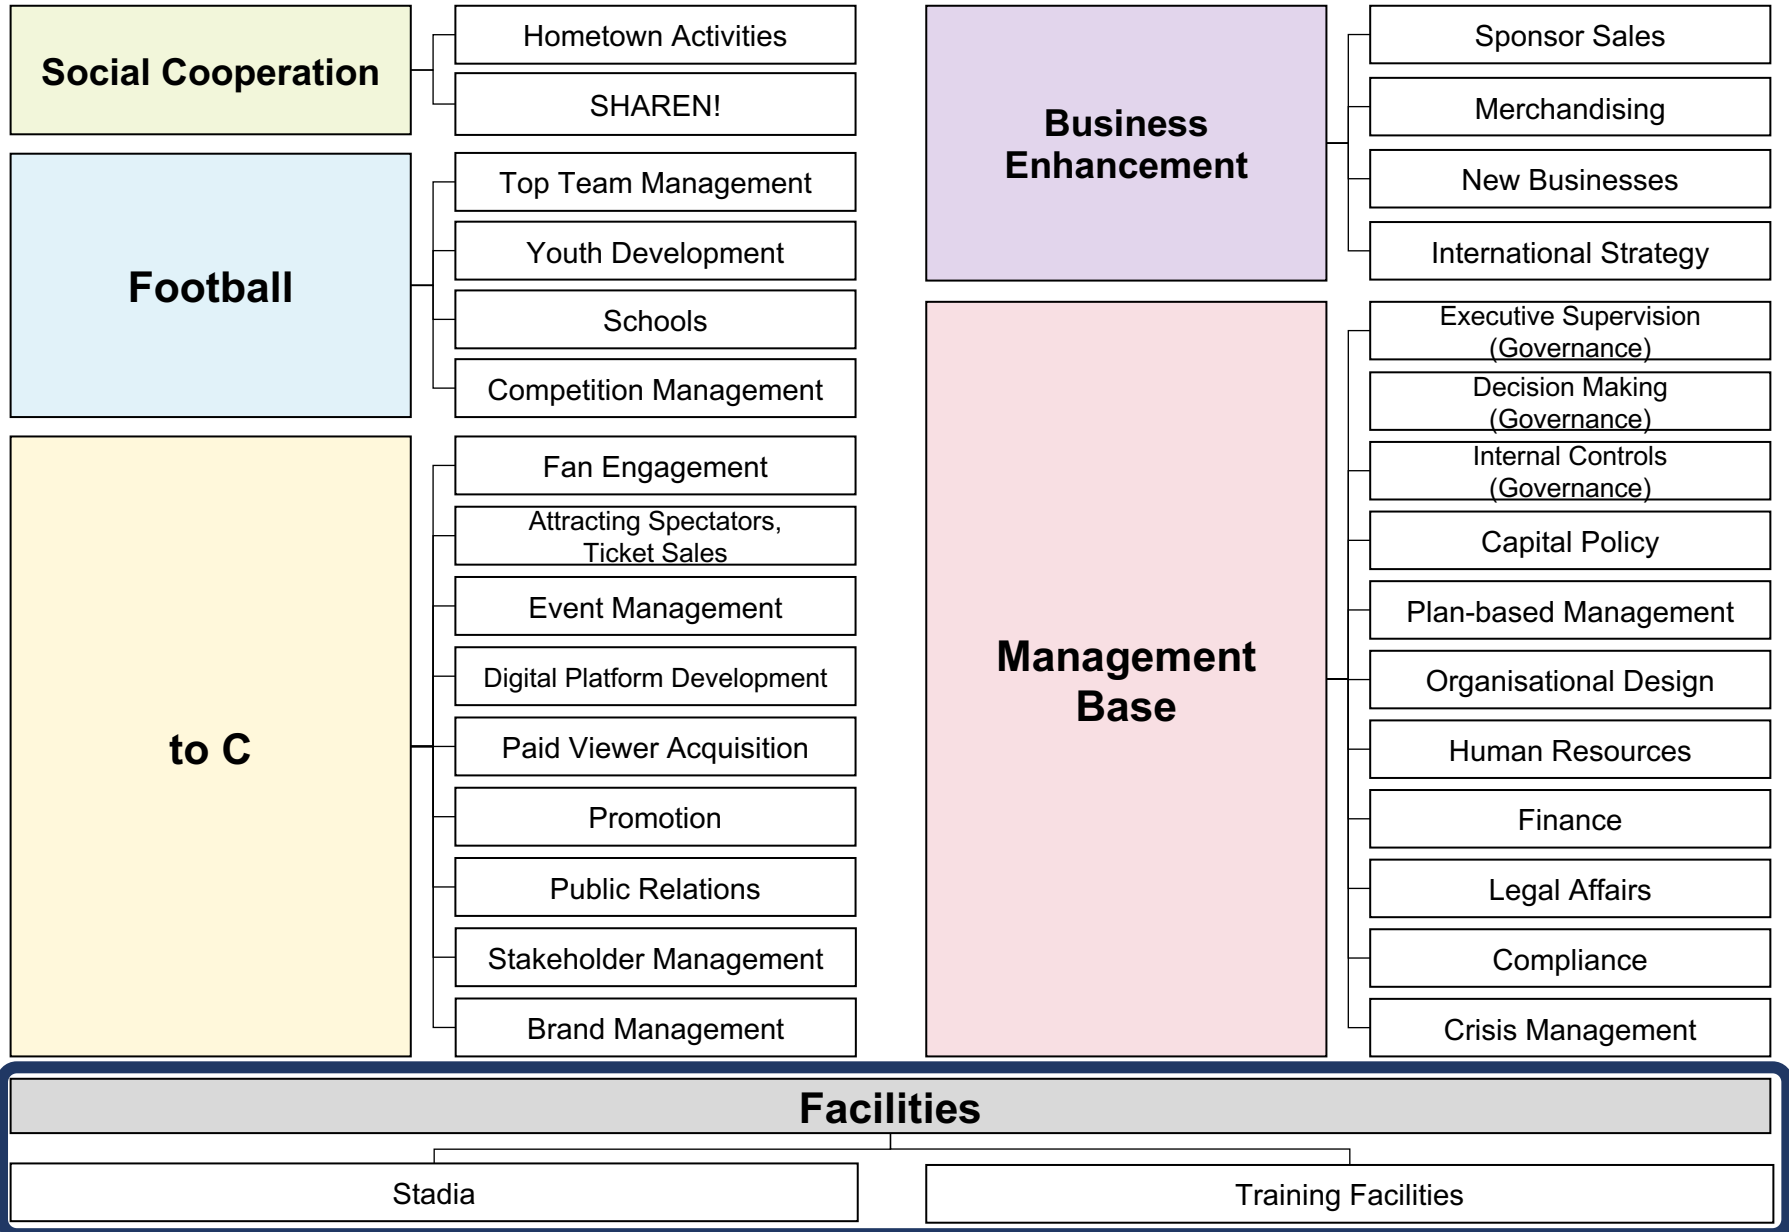 Social Cooperation
Hometown Activities
SHAREN!
Football
Top Team Management
Youth Development
Schools
Competition Management
to C
Fan Engagement
Attracting Spectators,
Ticket Sales
Event Management
Digital Platform Development
Paid Viewer Acquisition
Promotion
Public Relations
Stakeholder Management
Brand Management
Business
Enhancement
Sponsor Sales
Merchandising
New Businesses
International Strategy
Management
Base
Executive Supervision
(Governance)
Decision Making
(Governance)
Internal Controls
(Governance)
Capital Policy
Plan-based Management
Organisational Design
Human Resources
Finance
Legal Affairs
Compliance
Crisis Management
Facilities
Stadia
Training Facilities